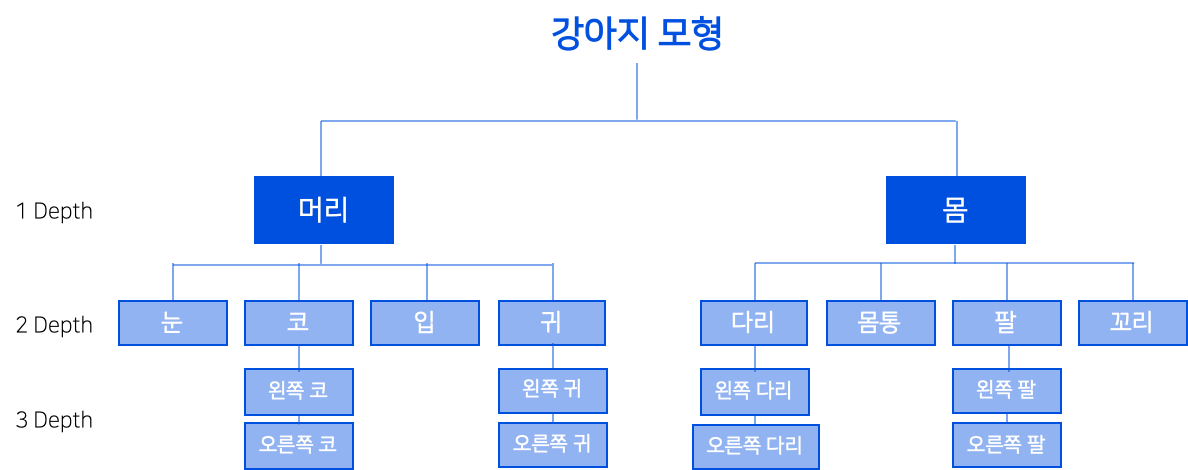 강아지 모형
1 Depth
머리
몸
2 Depth
눈
코
입
귀
다리
몸통
팔
꼬리
3 Depth
왼쪽 코
왼쪽 귀
왼쪽 다리
왼쪽 팔
오른쪽 코
오른쪽 귀
오른쪽 다리
오른쪽 팔